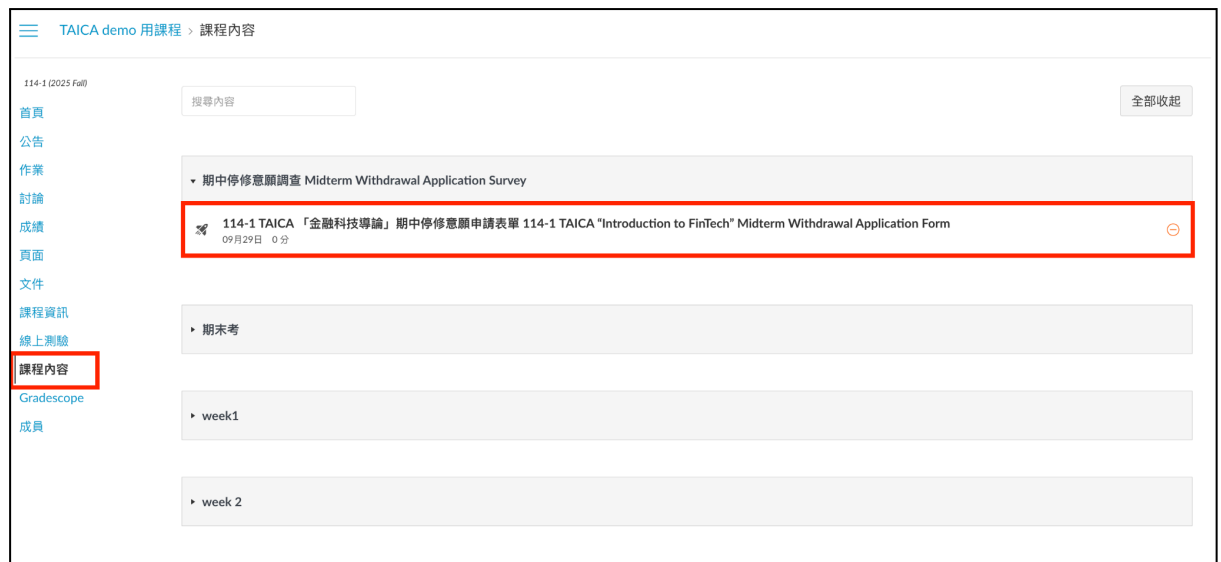 TAICA demo 用課程 › 課程內容
114-1 (2025 Fall)
首頁
公告
作業
討論
成績
頁面
文件
課程資訊
線上測驗
課程內容
Gradescope
成員
搜尋內容
全部收起
期中停修意願調查 Midterm Withdrawal Application Survey
114-1 TAICA 「金融科技導論」期中停修意願申請表單 114-1 TAICA “Introduction to FinTech” Midterm Withdrawal Application Form
09月29日 0 分
期末考
week1
week 2